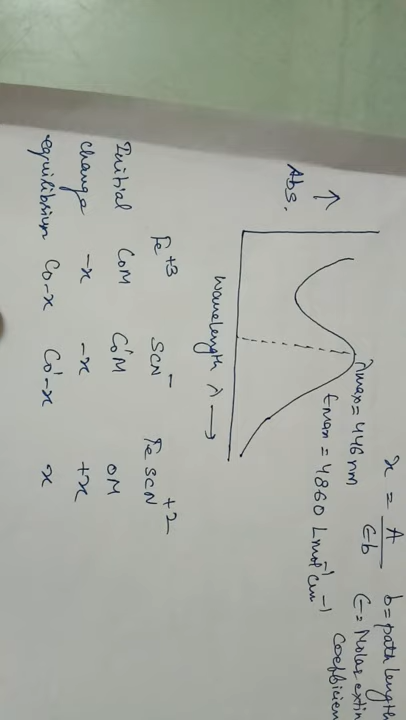 x = A / εb
b = path length
ε = Molar extin
coefficien
λmax = 446 nm
εmax = 4860 L mol⁻¹ cm⁻¹
↑
Abs.
wavelength λ →
Fe⁺³ SCN⁻ FeSCN⁺²
Initial C₀M C₀'M 0M
change -x -x +x
equilibrium C₀-x C₀'-x x